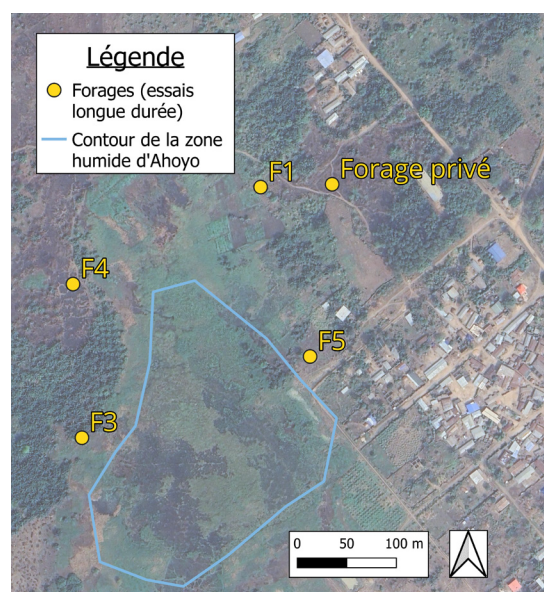 Légende
Forages (essais
longue durée)
Contour de la zone
humide d'Ahoyo
F1
Forage privé
F4
F5
F3
0 50 100 m